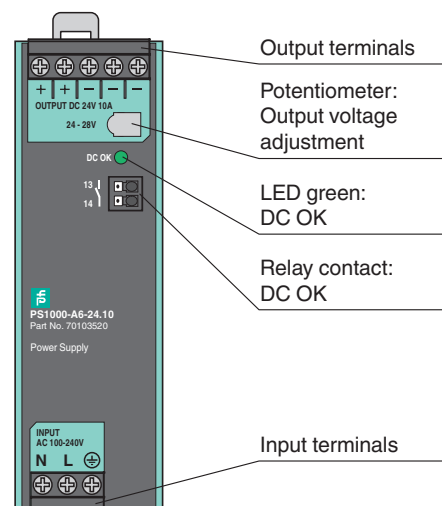 Output terminals
+ + − − −
OUTPUT DC 24V 10A
24 - 28V
Potentiometer:
Output voltage
adjustment
DC OK
LED green:
DC OK
13
14
Relay contact:
DC OK
PS1000-A6-24.10
Part No. 70103520
Power Supply
INPUT
AC 100-240V
N L
Input terminals